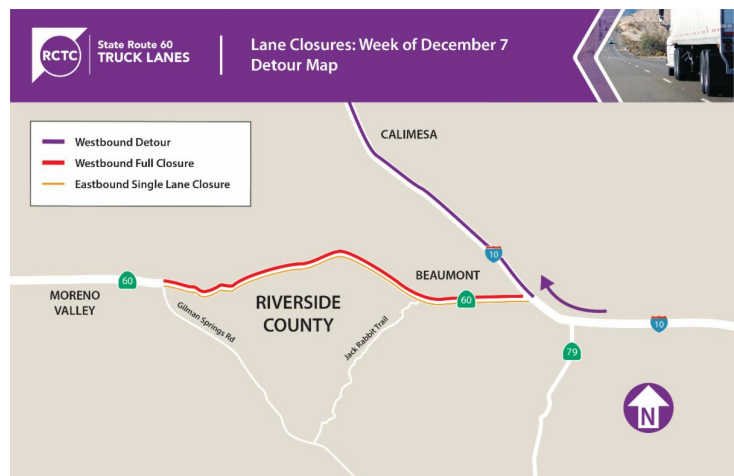 RCTC
State Route 60
TRUCK LANES
Lane Closures: Week of December 7
Detour Map
Westbound Detour
Westbound Full Closure
Eastbound Single Lane Closure
CALIMESA
10
BEAUMONT
60
60
MORENO
VALLEY
RIVERSIDE
COUNTY
Gilman Springs Rd
Jack Rabbit Trail
10
79
N